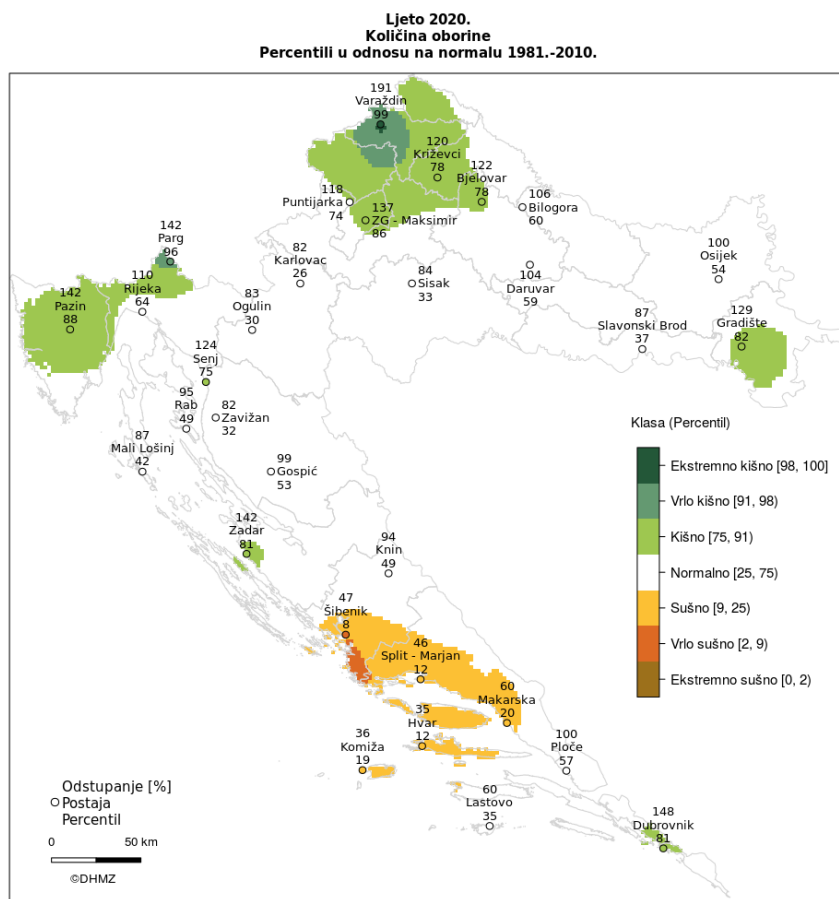 Ljeto 2020.
Količina oborine
Percentili u odnosu na normalu 1981.-2010.
191
Varaždin
99
120
Križevci
78
122
Bjelovar
78
118
Puntijarka
74
137
ZG - Maksimir
86
106
Bilogora
60
142
Parg
96
110
Rijeka
64
142
Pazin
88
82
Karlovac
26
84
Sisak
33
104
Daruvar
59
100
Osijek
54
83
Ogulin
30
87
Slavonski Brod
37
129
Gradište
82
124
Senj
75
95
Rab
49
82
Zavižan
32
87
Mali Lošinj
42
99
Gospić
53
142
Zadar
81
94
Knin
49
47
Šibenik
8
46
Split - Marjan
12
60
Makarska
20
35
Hvar
12
36
Komiža
19
100
Ploče
57
60
Lastovo
35
148
Dubrovnik
81
Klasa (Percentil)
Ekstremno kišno [98, 100]
Vrlo kišno [91, 98)
Kišno [75, 91)
Normalno [25, 75)
Sušno [9, 25)
Vrlo sušno [2, 9)
Ekstremno sušno [0, 2)
Odstupanje [%]
Postaja
Percentil
0 50 km
©DHMZ